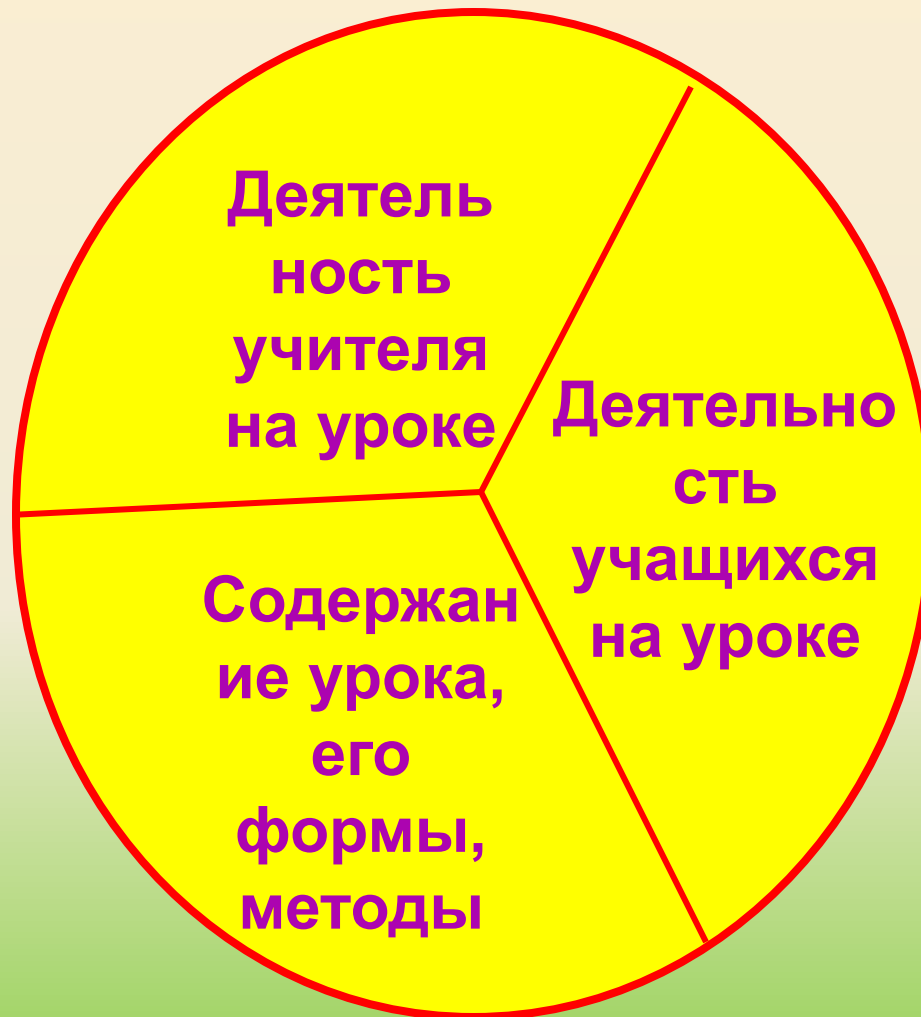 Деятель
ность
учителя
на уроке
Деятельно
сть
учащихся
на уроке
Содержан
ие урока,
его
формы,
методы